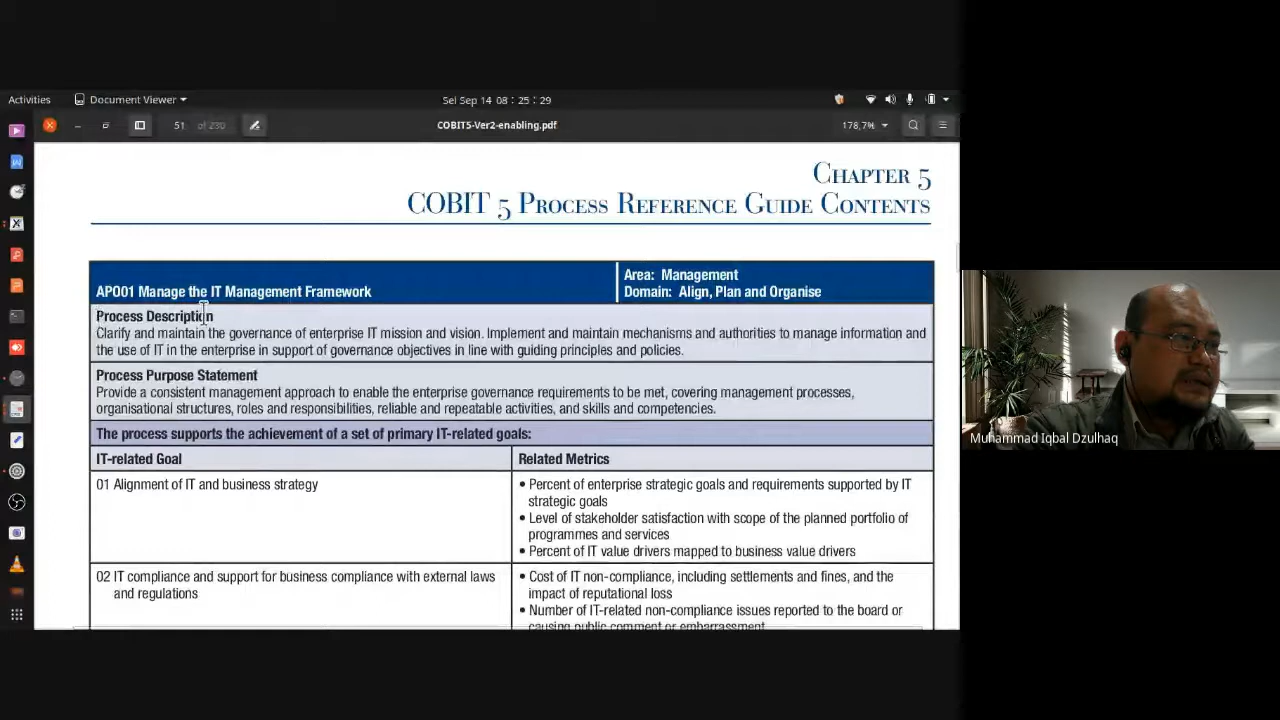 Activities
Document Viewer
Sel Sep 14 08:25:29
51 of 230
COBIT5-Ver2-enabling.pdf
178,7%
CHAPTER 5
COBIT 5 PROCESS REFERENCE GUIDE CONTENTS
APO01 Manage the IT Management Framework
Area: Management
Domain: Align, Plan and Organise
Process Description
Clarify and maintain the governance of enterprise IT mission and vision. Implement and maintain mechanisms and authorities to manage information and
the use of IT in the enterprise in support of governance objectives in line with guiding principles and policies.
Process Purpose Statement
Provide a consistent management approach to enable the enterprise governance requirements to be met, covering management processes,
organisational structures, roles and responsibilities, reliable and repeatable activities, and skills and competencies.
The process supports the achievement of a set of primary IT-related goals:
IT-related Goal
Related Metrics
01 Alignment of IT and business strategy
• Percent of enterprise strategic goals and requirements supported by IT
strategic goals
• Level of stakeholder satisfaction with scope of the planned portfolio of
programmes and services
• Percent of IT value drivers mapped to business value drivers
02 IT compliance and support for business compliance with external laws
and regulations
• Cost of IT non-compliance, including settlements and fines, and the
impact of reputational loss
• Number of IT-related non-compliance issues reported to the board or
causing public comment or embarrassment
Muhammad Iqbal Dzulhaq